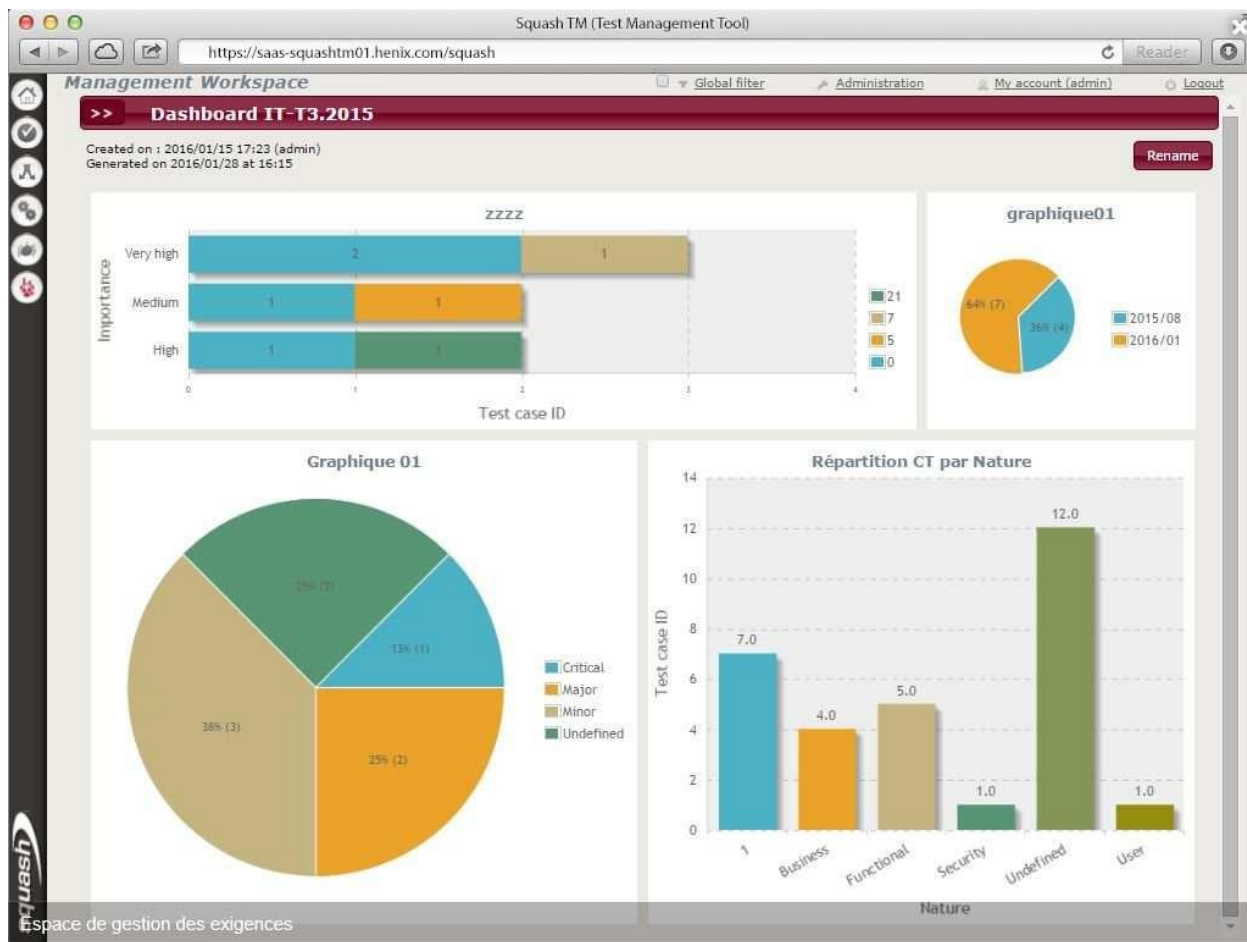 Squash TM (Test Management Tool)
https://saas-squashtm01.henix.com/squash
Reader
Management Workspace
Global filter
Administration
My account (admin)
Logout
>> Dashboard IT-T3.2015
Created on : 2016/01/15 17:23 (admin)
Generated on 2016/01/28 at 16:15
Rename
zzzz
Importance
Very high
2
1
Medium
1
1
High
1
1
0
1
2
3
4
Test case ID
21
7
5
0
graphique01
64% (7)
36% (4)
2015/08
2016/01
Graphique 01
25% (2)
13% (1)
38% (3)
25% (2)
Critical
Major
Minor
Undefined
Répartition CT par Nature
Test case ID
14
12
10
8
6
4
2
0
7.0
4.0
5.0
1.0
12.0
1.0
1
Business
Functional
Security
Undefined
User
Nature
squash
Espace de gestion des exigences